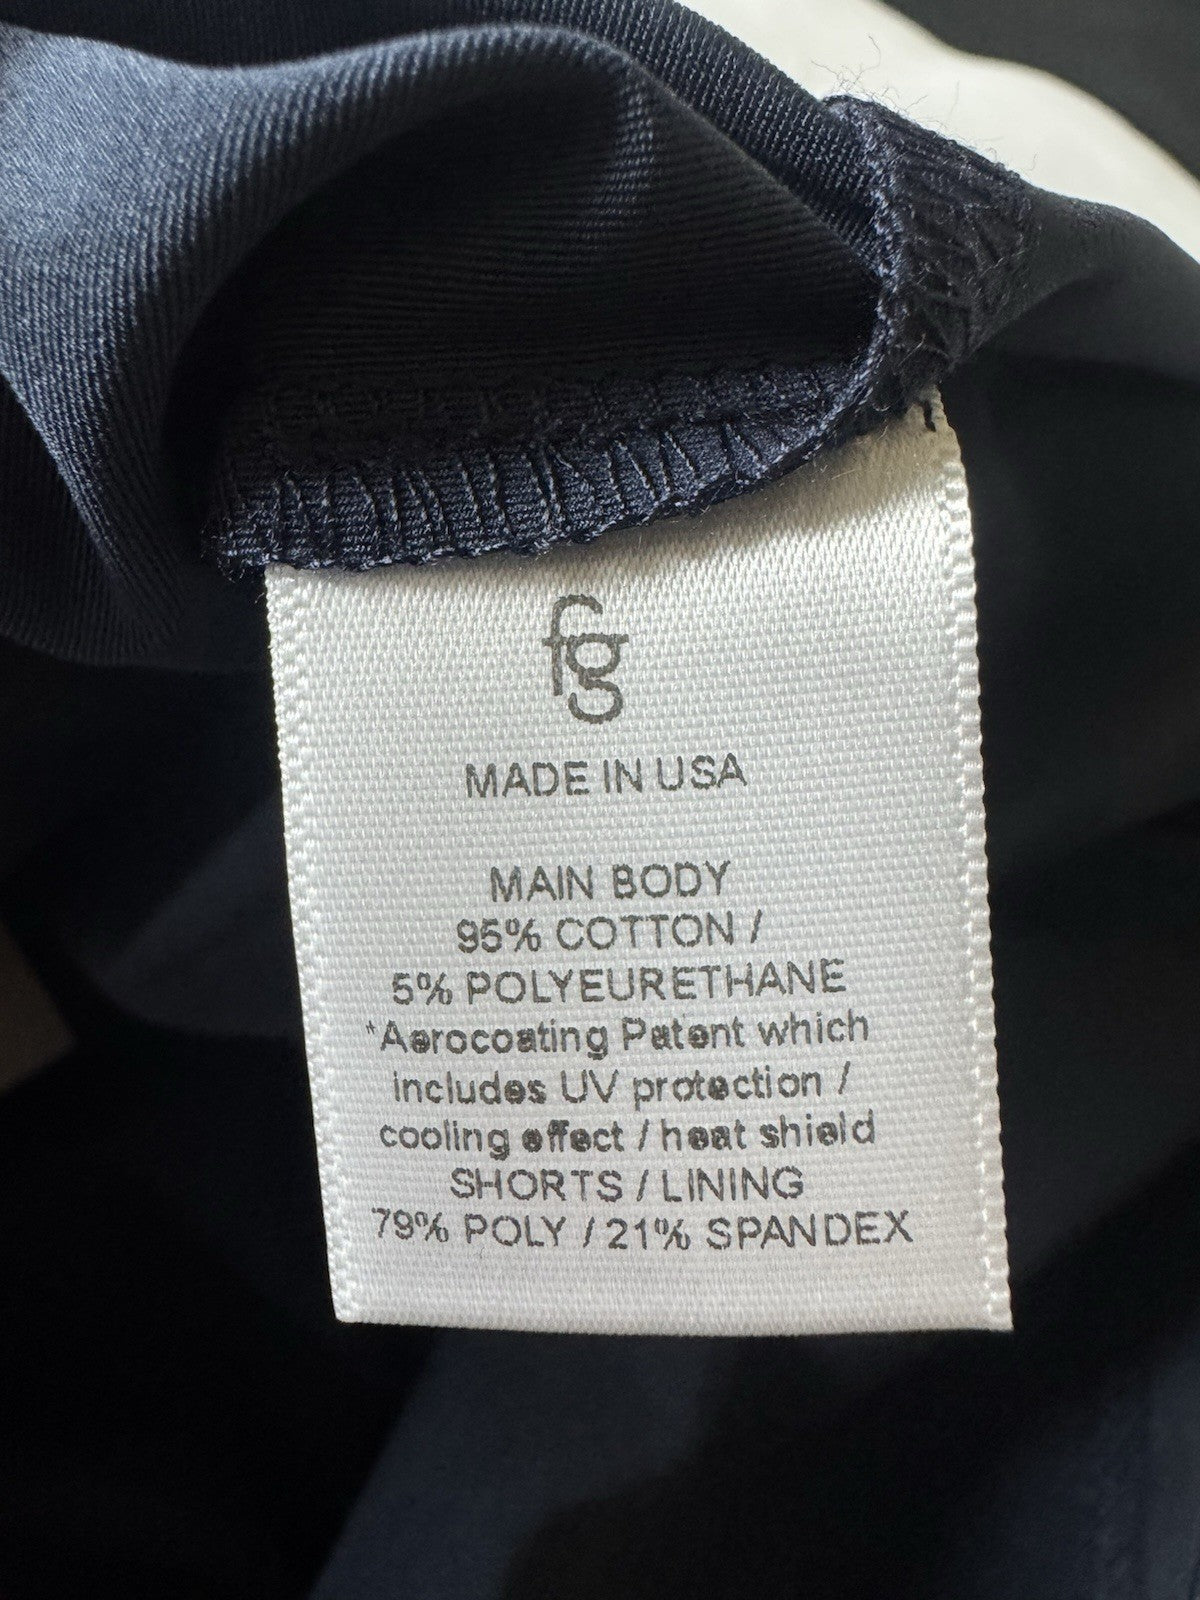 fg
MADE IN USA
MAIN BODY
95% COTTON /
5% POLYEURETHANE
*Aerocoating Patent which
includes UV protection /
cooling effect / heat shield
SHORTS / LINING
79% POLY / 21% SPANDEX